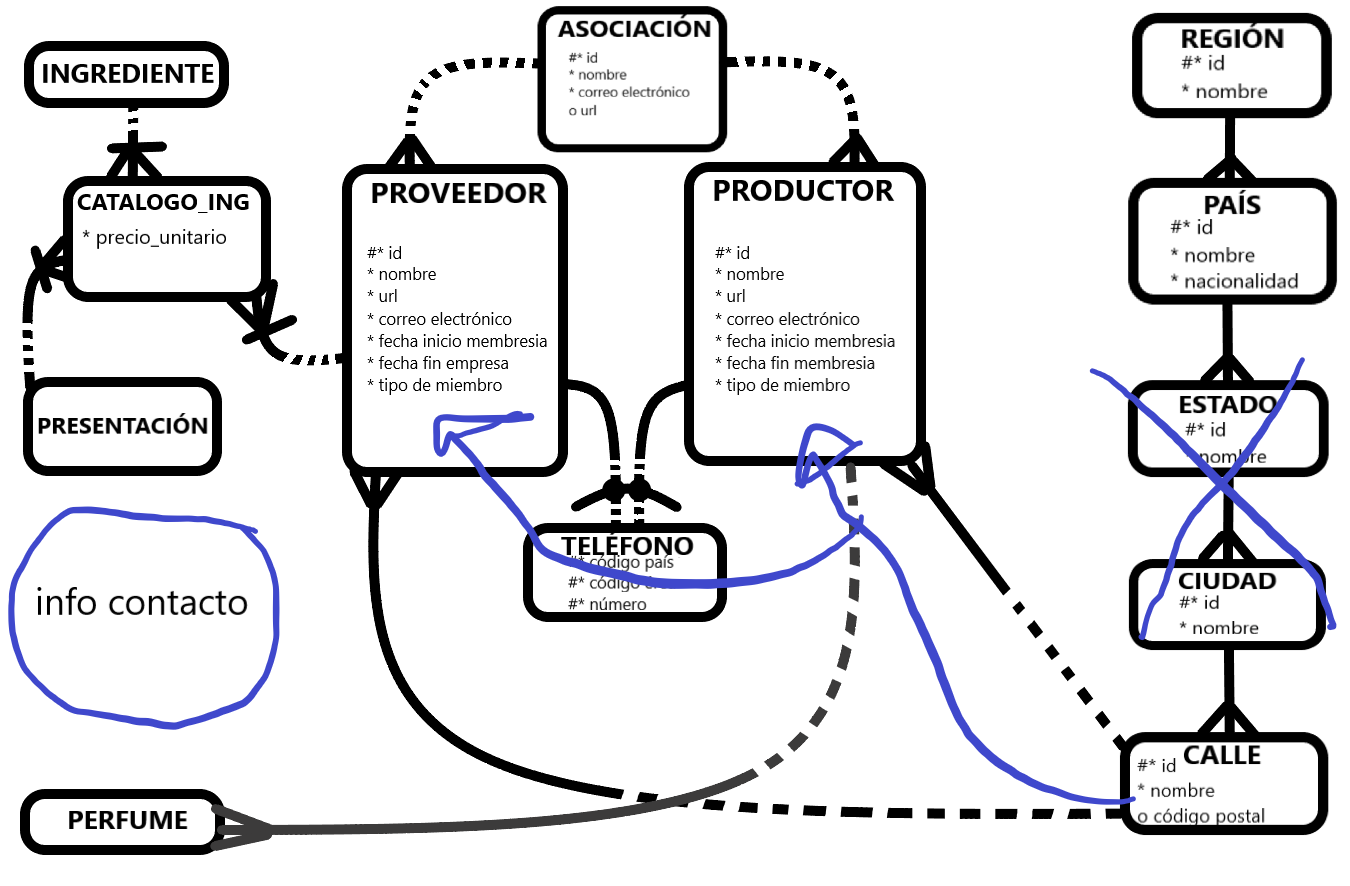 ASOCIACIÓN
#* id
* nombre
* correo electrónico
o url
INGREDIENTE
CATALOGO_ING
* precio_unitario
PRESENTACIÓN
PROVEEDOR
#* id
* nombre
* url
* correo electrónico
* fecha inicio membresia
* fecha fin empresa
* tipo de miembro
PRODUCTOR
#* id
* nombre
* url
* correo electrónico
* fecha inicio membresia
* fecha fin membresia
* tipo de miembro
TELÉFONO
#* código país
#* código
#* número
REGIÓN
#* id
* nombre
PAÍS
#* id
* nombre
* nacionalidad
ESTADO
#* id
* nombre
CIUDAD
#* id
* nombre
CALLE
#* id
* nombre
o código postal
info contacto
PERFUME